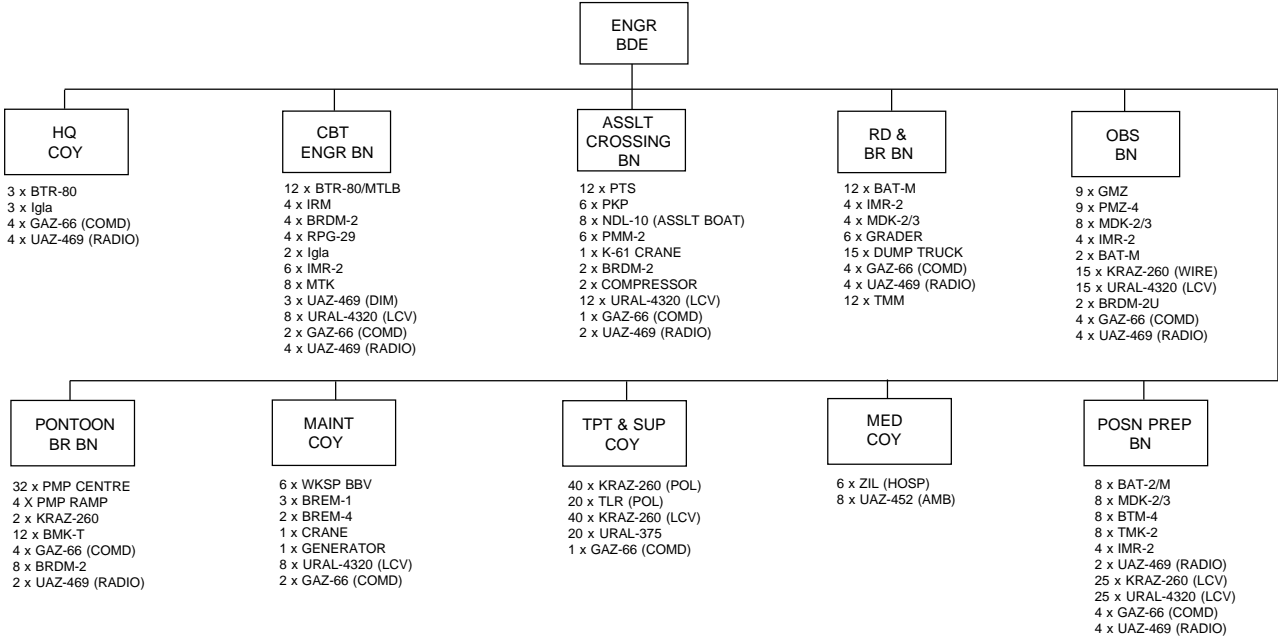 ENGR
BDE
HQ
COY
3 x BTR-80
3 x Igla
4 x GAZ-66 (COMD)
4 x UAZ-469 (RADIO)
CBT
ENGR BN
12 x BTR-80/MTLB
4 x IRM
4 x BRDM-2
4 x RPG-29
2 x Igla
6 x IMR-2
8 x MTK
3 x UAZ-469 (DIM)
8 x URAL-4320 (LCV)
2 x GAZ-66 (COMD)
4 x UAZ-469 (RADIO)
ASSLT
CROSSING
BN
12 x PTS
6 x PKP
8 x NDL-10 (ASSLT BOAT)
6 x PMM-2
1 x K-61 CRANE
2 x BRDM-2
2 x COMPRESSOR
12 x URAL-4320 (LCV)
1 x GAZ-66 (COMD)
2 x UAZ-469 (RADIO)
RD &
BR BN
12 x BAT-M
4 x IMR-2
4 x MDK-2/3
6 x GRADER
15 x DUMP TRUCK
4 x GAZ-66 (COMD)
4 x UAZ-469 (RADIO)
12 x TMM
OBS
BN
9 x GMZ
9 x PMZ-4
8 x MDK-2/3
4 x IMR-2
2 x BAT-M
15 x KRAZ-260 (WIRE)
15 x URAL-4320 (LCV)
2 x BRDM-2U
4 x GAZ-66 (COMD)
4 x UAZ-469 (RADIO)
PONTOON
BR BN
32 x PMP CENTRE
4 X PMP RAMP
2 x KRAZ-260
12 x BMK-T
4 x GAZ-66 (COMD)
8 x BRDM-2
2 x UAZ-469 (RADIO)
MAINT
COY
6 x WKSP BBV
3 x BREM-1
2 x BREM-4
1 x CRANE
1 x GENERATOR
8 x URAL-4320 (LCV)
2 x GAZ-66 (COMD)
TPT & SUP
COY
40 x KRAZ-260 (POL)
20 x TLR (POL)
40 x KRAZ-260 (LCV)
20 x URAL-375
1 x GAZ-66 (COMD)
MED
COY
6 x ZIL (HOSP)
8 x UAZ-452 (AMB)
POSN PREP
BN
8 x BAT-2/M
8 x MDK-2/3
8 x BTM-4
8 x TMK-2
4 x IMR-2
2 x UAZ-469 (RADIO)
25 x KRAZ-260 (LCV)
25 x URAL-4320 (LCV)
4 x GAZ-66 (COMD)
4 x UAZ-469 (RADIO)